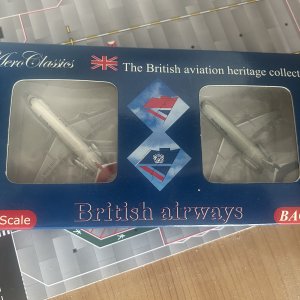 AeroClassics
The British aviation heritage collect
Scale
British airways
BAC